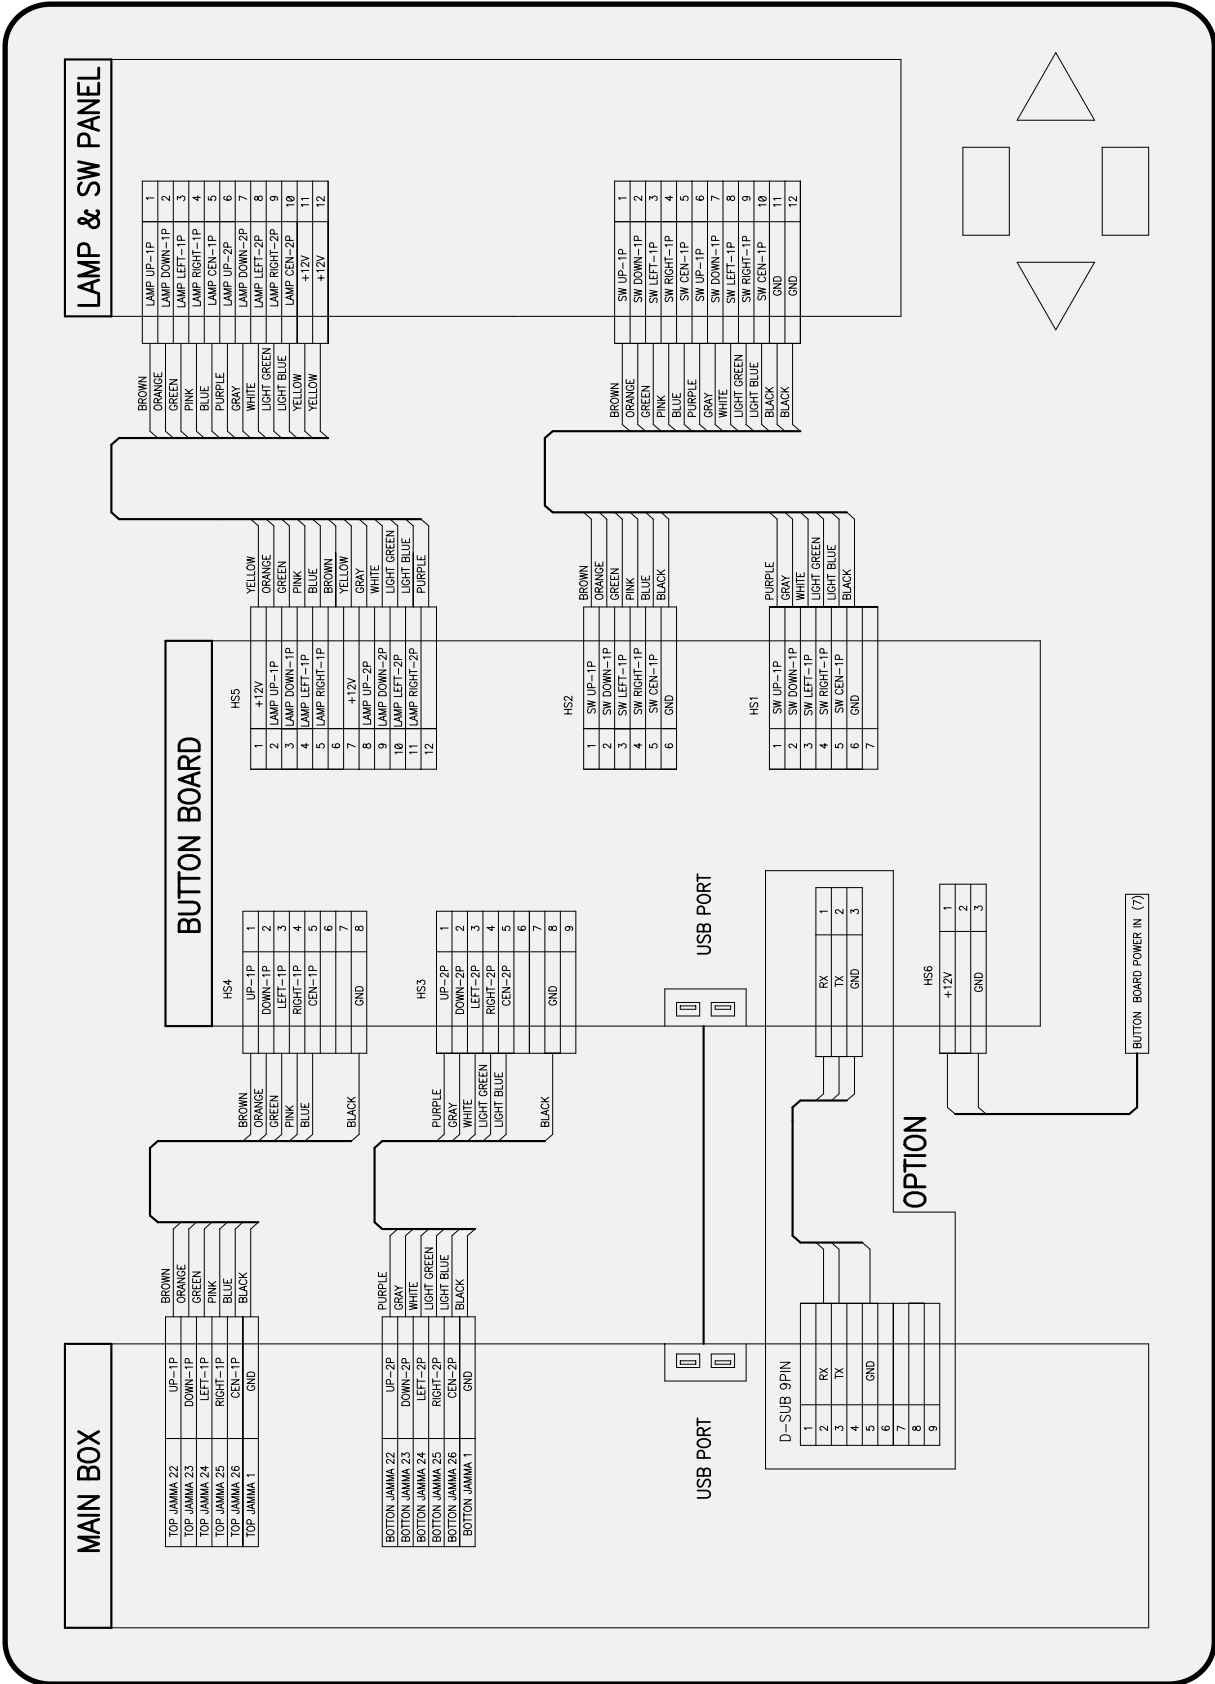 MAIN BOX
TOP JAMMA 22 UP-1P BROWN
TOP JAMMA 23 DOWN-1P ORANGE
TOP JAMMA 24 LEFT-1P GREEN
TOP JAMMA 25 RIGHT-1P PINK
TOP JAMMA 26 CEN-1P BLUE
TOP JAMMA 1 GND BLACK
BOTTON JAMMA 22 UP-2P PURPLE
BOTTON JAMMA 23 DOWN-2P GRAY
BOTTON JAMMA 24 LEFT-2P WHITE
BOTTON JAMMA 25 RIGHT-2P LIGHT GREEN
BOTTON JAMMA 26 CEN-2P LIGHT BLUE
BOTTON JAMMA 1 GND BLACK
USB PORT
D-SUB 9PIN
1
2 RX
3 TX
4
5 GND
6
7
8
9
OPTION
BUTTON BOARD
HS4
BROWN UP-1P 1
ORANGE DOWN-1P 2
GREEN LEFT-1P 3
PINK RIGHT-1P 4
BLUE CEN-1P 5
6
7
BLACK GND 8
HS3
PURPLE UP-2P 1
GRAY DOWN-2P 2
WHITE LEFT-2P 3
LIGHT GREEN RIGHT-2P 4
LIGHT BLUE CEN-2P 5
6
7
BLACK GND 8
9
USB PORT
RX 1
TX 2
GND 3
HS6
+12V 1
2
GND 3
BUTTON BOARD POWER IN (7)
HS5
1 +12V YELLOW
2 LAMP UP-1P ORANGE
3 LAMP DOWN-1P GREEN
4 LAMP LEFT-1P PINK
5 LAMP RIGHT-1P BLUE
6 BROWN
7 +12V YELLOW
8 LAMP UP-2P GRAY
9 LAMP DOWN-2P WHITE
10 LAMP LEFT-2P LIGHT GREEN
11 LAMP RIGHT-2P LIGHT BLUE
12 PURPLE
HS2
1 SW UP-1P BROWN
2 SW DOWN-1P ORANGE
3 SW LEFT-1P GREEN
4 SW RIGHT-1P PINK
5 SW CEN-1P BLUE
6 GND BLACK
HS1
1 SW UP-1P PURPLE
2 SW DOWN-1P GRAY
3 SW LEFT-1P WHITE
4 SW RIGHT-1P LIGHT GREEN
5 SW CEN-1P LIGHT BLUE
6 GND BLACK
7
LAMP & SW PANEL
BROWN LAMP UP-1P 1
ORANGE LAMP DOWN-1P 2
GREEN LAMP LEFT-1P 3
PINK LAMP RIGHT-1P 4
BLUE LAMP CEN-1P 5
PURPLE LAMP UP-2P 6
GRAY LAMP DOWN-2P 7
WHITE LAMP LEFT-2P 8
LIGHT GREEN LAMP RIGHT-2P 9
LIGHT BLUE LAMP CEN-2P 10
YELLOW +12V 11
YELLOW +12V 12
BROWN SW UP-1P 1
ORANGE SW DOWN-1P 2
GREEN SW LEFT-1P 3
PINK SW RIGHT-1P 4
BLUE SW CEN-1P 5
PURPLE SW UP-1P 6
GRAY SW DOWN-1P 7
WHITE SW LEFT-1P 8
LIGHT GREEN SW RIGHT-1P 9
LIGHT BLUE SW CEN-1P 10
BLACK GND 11
BLACK GND 12